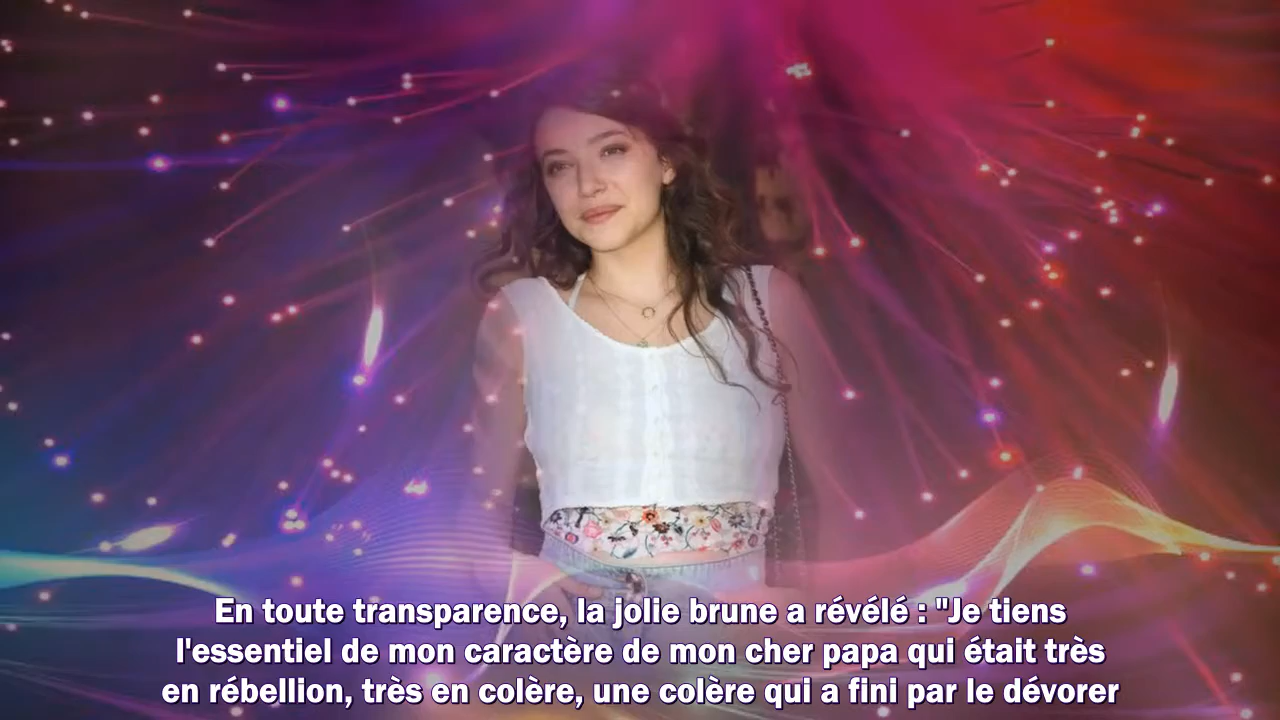 En toute transparence, la jolie brune a révélé : "Je tiens
l'essentiel de mon caractère de mon cher papa qui était très
en rébellion, très en colère, une colère qui a fini par le dévorer